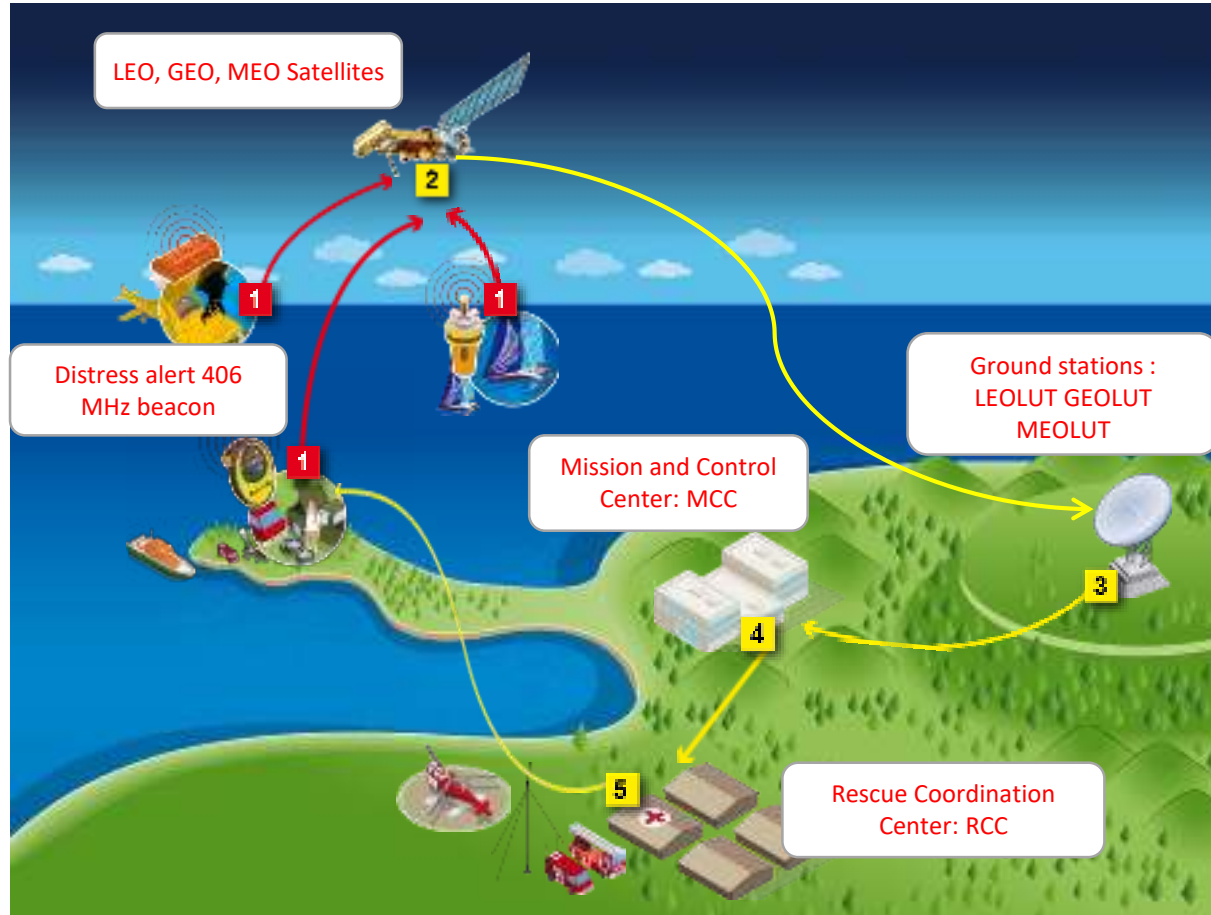 LEO, GEO, MEO Satellites
2
1
1
Distress alert 406
MHz beacon
Ground stations :
LEOLUT GEOLUT
MEOLUT
1
Mission and Control
Center: MCC
3
4
5
Rescue Coordination
Center: RCC